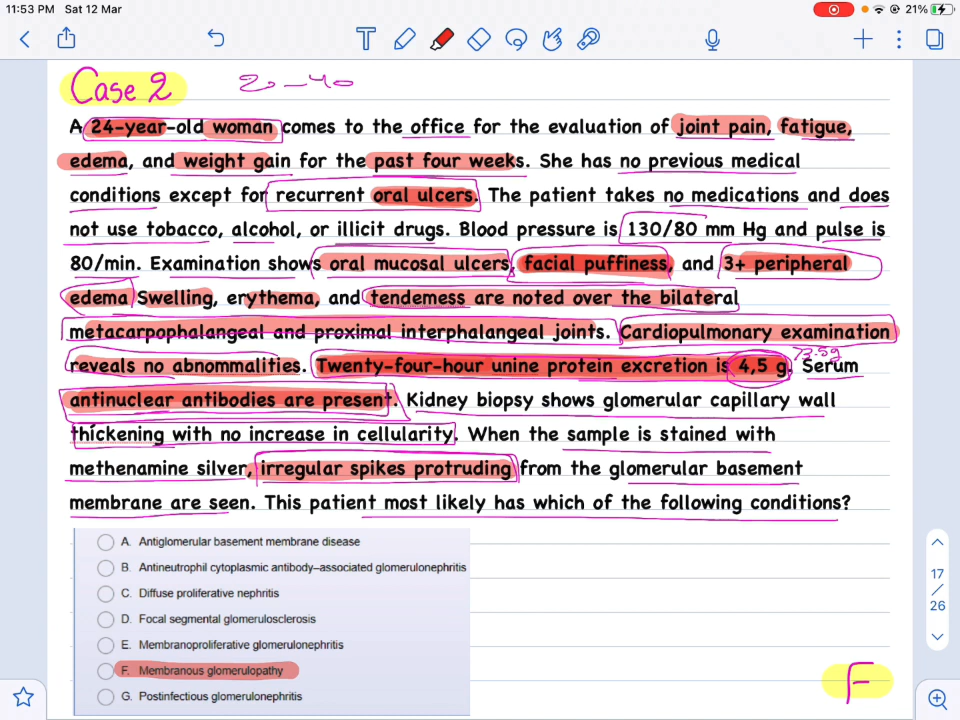 11:53 PM Sat 12 Mar
21%
T
Case 2
20-40
A 24-year-old woman comes to the office for the evaluation of joint pain, fatigue,
edema, and weight gain for the past four weeks. She has no previous medical
conditions except for recurrent oral ulcers. The patient takes no medications and does
not use tobacco, alcohol, or illicit drugs. Blood pressure is 130/80 mm Hg and pulse is
80/min. Examination shows oral mucosal ulcers, facial puffiness, and 3+ peripheral
edema Swelling, erythema, and tendemess are noted over the bilateral
metacarpophalangeal and proximal interphalangeal joints. Cardiopulmonary examination
reveals no abnommalities. Twenty-four-hour unine protein excretion is 4,5 g. Serum
>3.5g
antinuclear antibodies are present. Kidney biopsy shows glomerular capillary wall
thickening with no increase in cellularity. When the sample is stained with
methenamine silver, irregular spikes protruding from the glomerular basement
membrane are seen. This patient most likely has which of the following conditions?
A. Antiglomerular basement membrane disease
B. Antineutrophil cytoplasmic antibody–associated glomerulonephritis
C. Diffuse proliferative nephritis
D. Focal segmental glomerulosclerosis
E. Membranoproliferative glomerulonephritis
F. Membranous glomerulopathy
G. Postinfectious glomerulonephritis
F
17
/
26